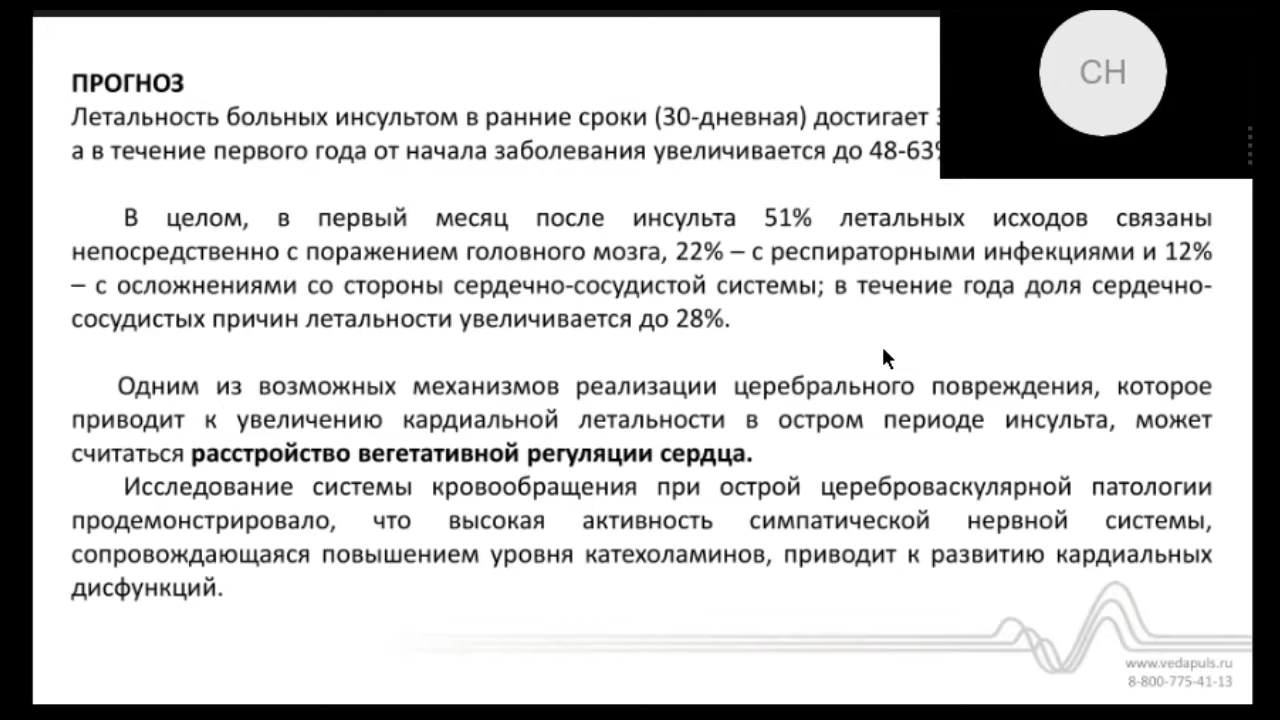 СН
ПРОГНОЗ
Летальность больных инсультом в ранние сроки (30-дневная) достигает
а в течение первого года от начала заболевания увеличивается до 48-63%
В целом, в первый месяц после инсульта 51% летальных исходов связаны
непосредственно с поражением головного мозга, 22% – с респираторными инфекциями и 12%
– с осложнениями со стороны сердечно-сосудистой системы; в течение года доля сердечно-
сосудистых причин летальности увеличивается до 28%.
Одним из возможных механизмов реализации церебрального повреждения, которое
приводит к увеличению кардиальной летальности в остром периоде инсульта, может
считаться расстройство вегетативной регуляции сердца.
Исследование системы кровообращения при острой цереброваскулярной патологии
продемонстрировало, что высокая активность симпатической нервной системы,
сопровождающаяся повышением уровня катехоламинов, приводит к развитию кардиальных
дисфункций.
www.vedapuls.ru
8-800-775-41-13